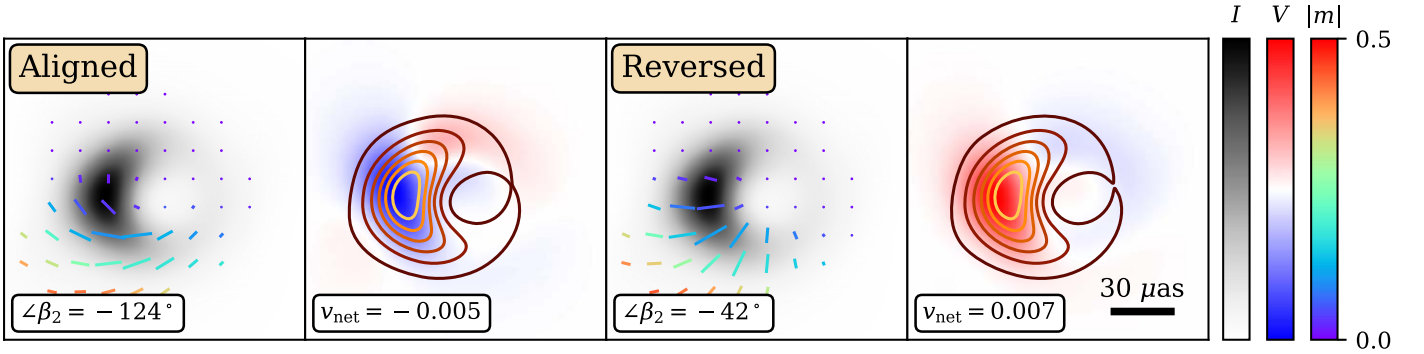 I V |m|
Aligned
Reversed
0.5
30 μas
∠β₂ = −124°
v_net = −0.005
∠β₂ = −42°
v_net = 0.007
0.0